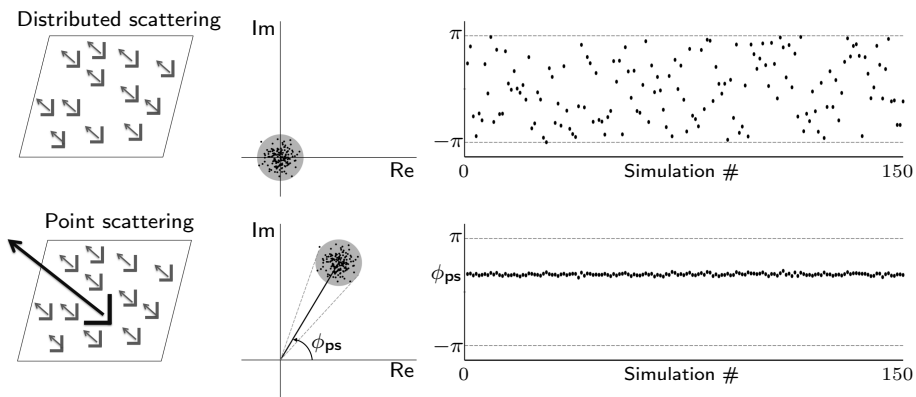 Distributed scattering
Im
Re
π
−π
0
Simulation #
150
Point scattering
Im
ϕps
Re
π
ϕps
−π
0
Simulation #
150